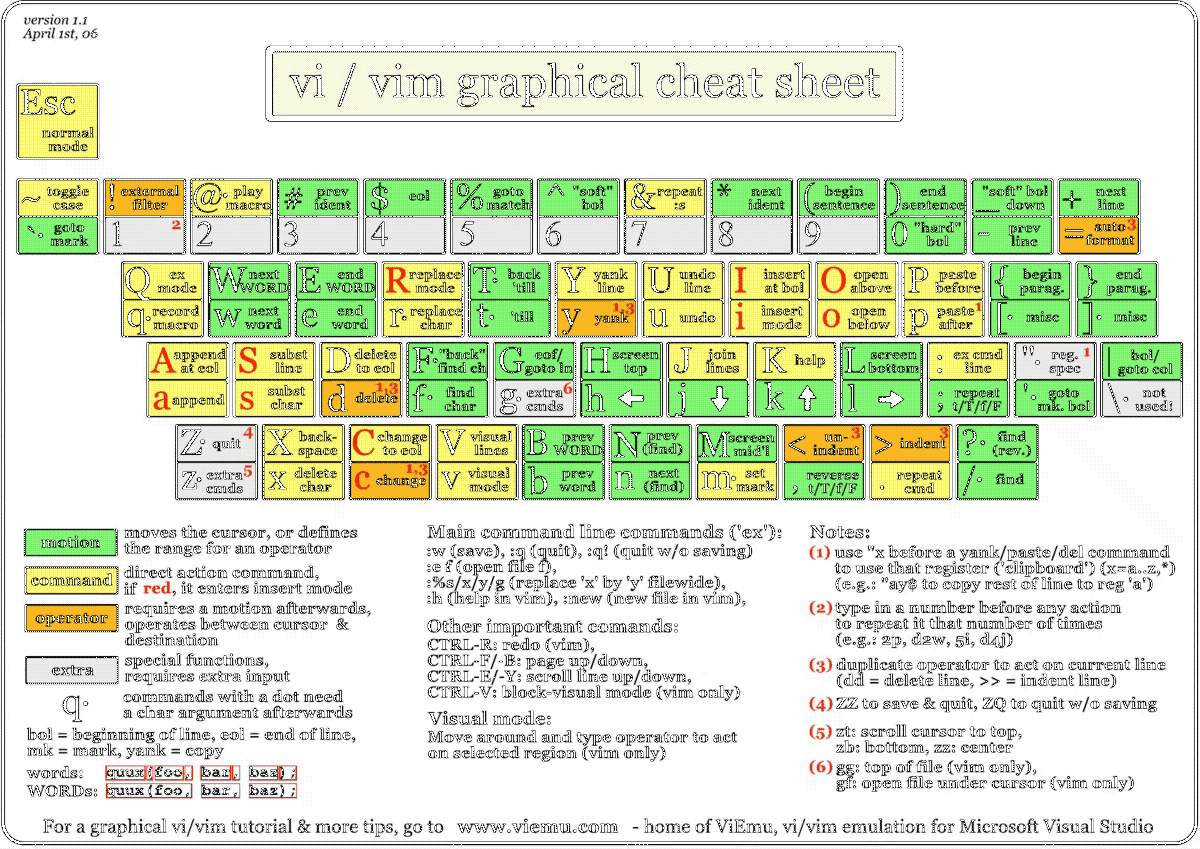 version 1.1
April 1st, 06
vi / vim graphical cheat sheet
Esc
normal
mode
~ toggle case
! external filter
@· play macro
# prev ident
$ eol
% goto match
^ "soft" bol
& repeat :s
* next ident
( begin sentence
) end sentence
_ "soft" bol down
+ next line
`· goto mark
1 2
2
3
4
5
6
7
8
9
0 "hard" bol
- prev line
= auto format 3
Q ex mode
W next WORD
E end WORD
R replace mode
T· back 'till
Y yank line
U undo line
I insert at bol
O open above
P paste before
{ begin parag.
} end parag.
q· record macro
w next word
e end word
r· replace char
t· 'till
y yank 1,3
u undo
i insert mode
o open below
p paste after 1
[· misc
]· misc
A append at eol
S subst line
D delete to eol
F· "back" find ch
G eof/ goto ln
H screen top
J join lines
K help
L screen bottom
: ex cmd line
"· reg. spec 1
| bol/ goto col
a append
s subst char
d delete 1,3
f· find char
g· extra cmds 6
h ←
j ↓
k ↑
l →
; repeat t/T/f/F
'· goto mk. bol
\· not used!
Z· quit 4
X back-space
C change to eol
V visual lines
B prev WORD
N prev (find)
M screen mid'l
< un-indent 3
> indent 3
?· find (rev.)
z· extra cmds 5
x delete char
c change 1,3
v visual mode
b prev word
n next (find)
m· set mark
, reverse t/T/f/F
. repeat cmd
/· find
motion
moves the cursor, or defines
the range for an operator
command
direct action command,
if red, it enters insert mode
operator
requires a motion afterwards,
operates between cursor &
destination
extra
special functions,
requires extra input
q·
commands with a dot need
a char argument afterwards
bol = beginning of line, eol = end of line,
mk = mark, yank = copy
words: quux(foo, bar, baz);
WORDs: quux(foo, bar, baz);
Main command line commands ('ex'):
:w (save), :q (quit), :q! (quit w/o saving)
:e f (open file f),
:%s/x/y/g (replace 'x' by 'y' filewide),
:h (help in vim), :new (new file in vim),
Other important comands:
CTRL-R: redo (vim),
CTRL-F/-B: page up/down,
CTRL-E/-Y: scroll line up/down,
CTRL-V: block-visual mode (vim only)
Visual mode:
Move around and type operator to act
on selected region (vim only)
Notes:
(1) use "x before a yank/paste/del command
to use that register ('clipboard') (x=a..z,*)
(e.g.: "ay$ to copy rest of line to reg 'a')
(2) type in a number before any action
to repeat it that number of times
(e.g.: 2p, d2w, 5i, d4j)
(3) duplicate operator to act on current line
(dd = delete line, >> = indent line)
(4) ZZ to save & quit, ZQ to quit w/o saving
(5) zt: scroll cursor to top,
zb: bottom, zz: center
(6) gg: top of file (vim only),
gf: open file under cursor (vim only)
For a graphical vi/vim tutorial & more tips, go to www.viemu.com - home of ViEmu, vi/vim emulation for Microsoft Visual Studio